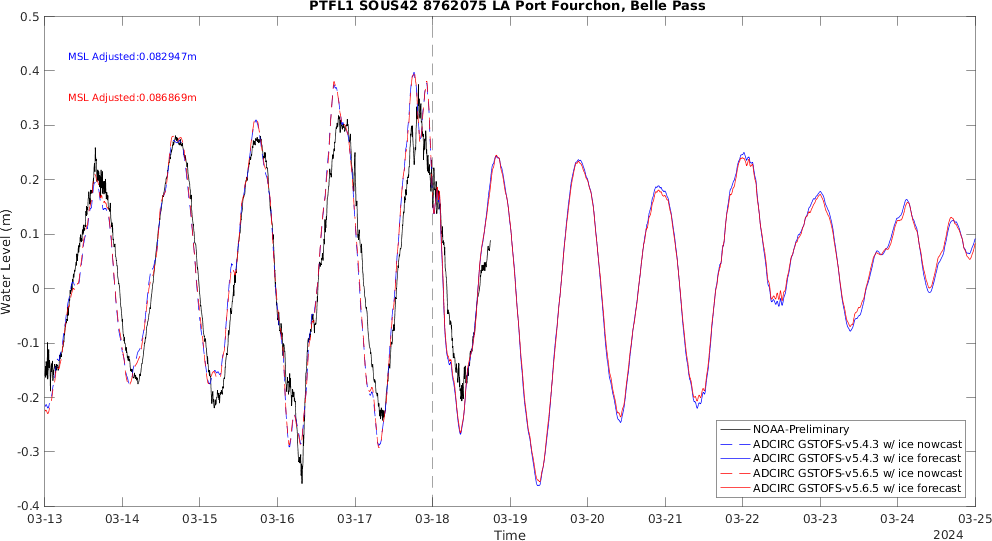 PTFL1 SOUS42 8762075 LA Port Fourchon, Belle Pass
0.5
MSL Adjusted:0.082947m
0.4
MSL Adjusted:0.086869m
0.3
0.2
0.1
Water Level (m)
0
-0.1
-0.2
-0.3
-0.4
NOAA-Preliminary
ADCIRC GSTOFS-v5.4.3 w/ ice nowcast
ADCIRC GSTOFS-v5.4.3 w/ ice forecast
ADCIRC GSTOFS-v5.6.5 w/ ice nowcast
ADCIRC GSTOFS-v5.6.5 w/ ice forecast
03-13 03-14 03-15 03-16 03-17 03-18 03-19 03-20 03-21 03-22 03-23 03-24 03-25
Time
2024